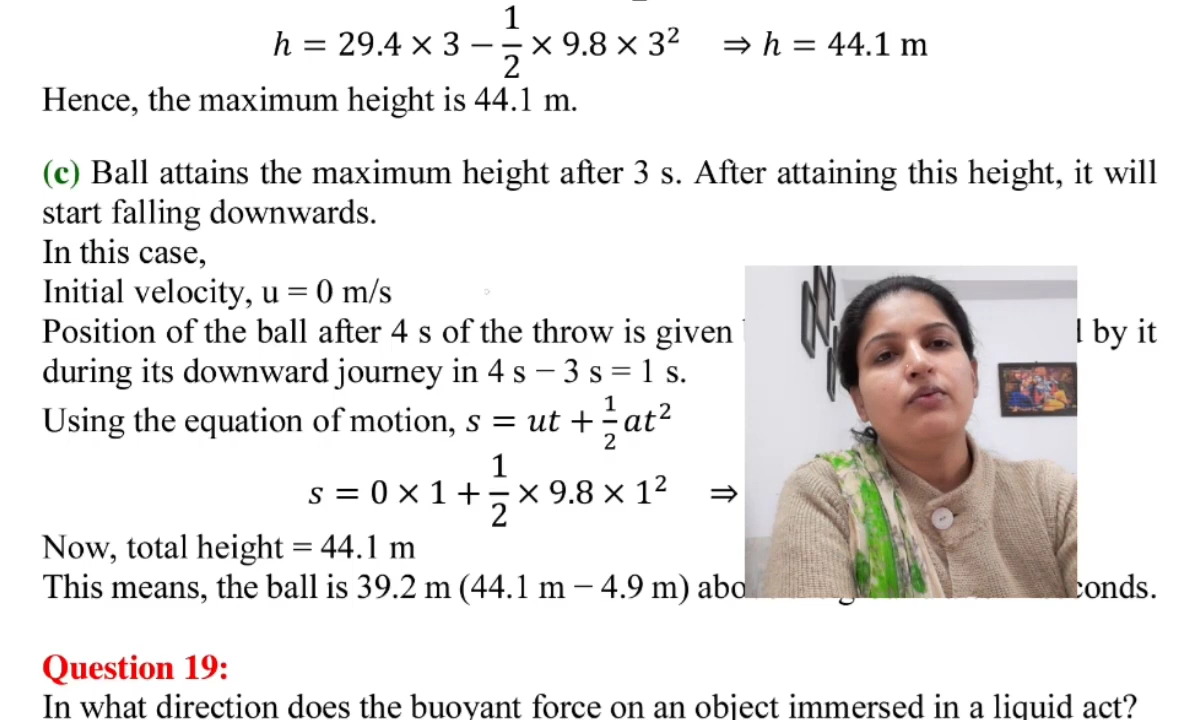 h = 29.4 × 3 − 1/2 × 9.8 × 3² ⇒ h = 44.1 m
Hence, the maximum height is 44.1 m.
(c) Ball attains the maximum height after 3 s. After attaining this height, it will
start falling downwards.
In this case,
Initial velocity, u = 0 m/s
Position of the ball after 4 s of the throw is given by it
during its downward journey in 4 s − 3 s = 1 s.
Using the equation of motion, s = ut + 1/2 at²
s = 0 × 1 + 1/2 × 9.8 × 1² ⇒
Now, total height = 44.1 m
This means, the ball is 39.2 m (44.1 m − 4.9 m)
Question 19:
In what direction does the buoyant force on an object immersed in a liquid act?